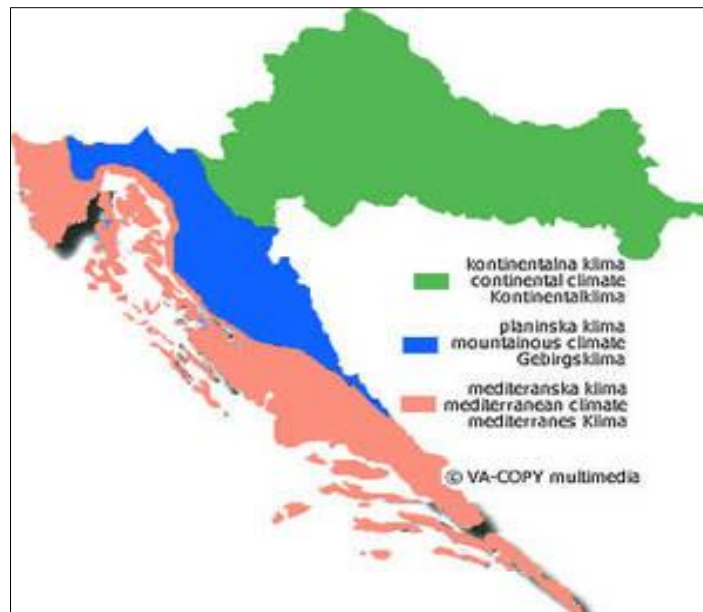 kontinentalna klima
continental climate
Kontinentalklima
planinska klima
mountainous climate
Gebirgsklima
mediteranska klima
mediterranean climate
mediterranes Klima
© VA-COPY multimedia